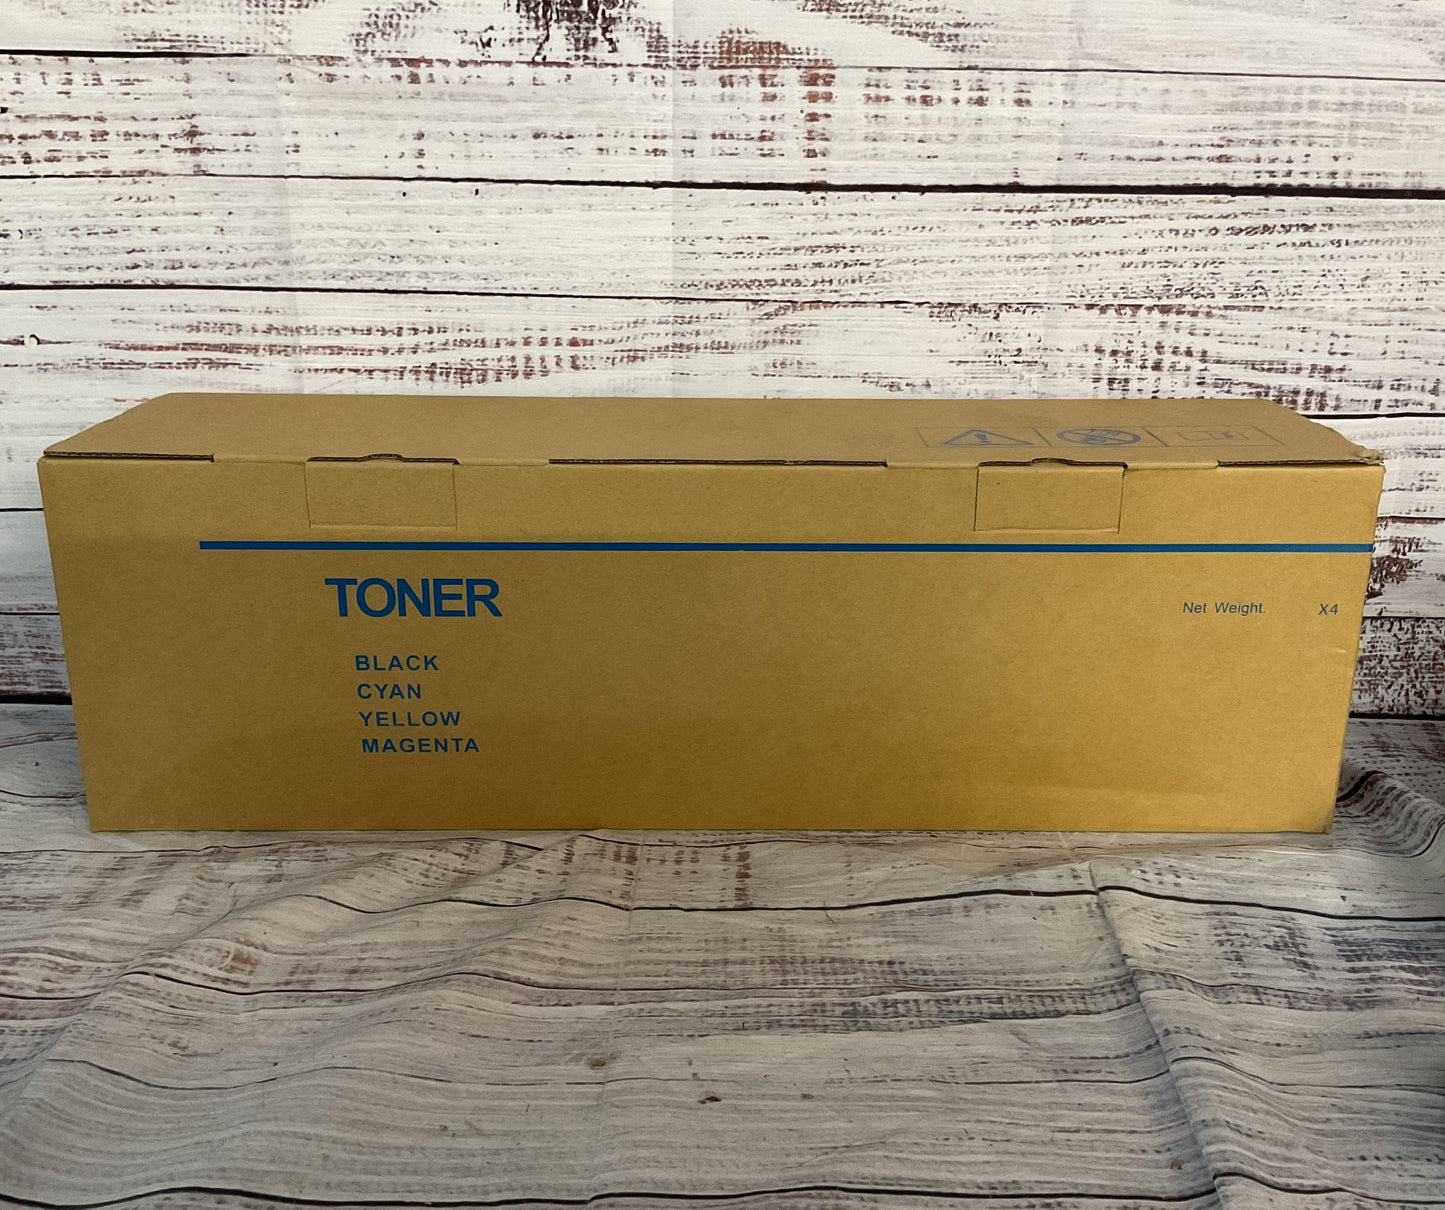 TONER
Net Weight. X4
BLACK
CYAN
YELLOW
MAGENTA